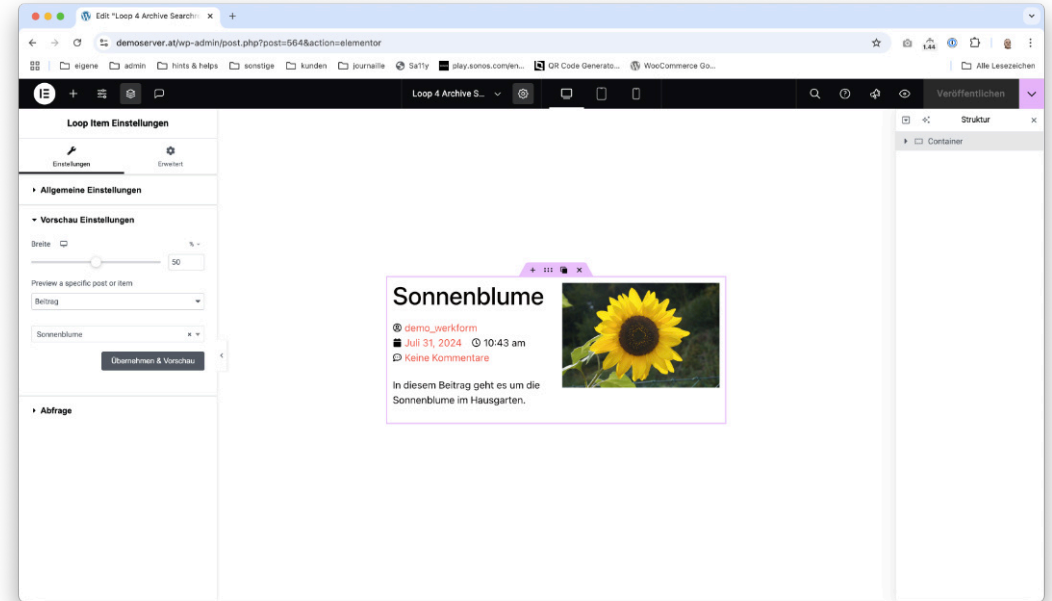 Edit "Loop 4 Archive Searchre
demoserver.at/wp-admin/post.php?post=564&action=elementor
1.44
eigene admin hints & helps sonstige kunden journaille Sa11y play.sonos.com/en... QR Code Generato... WooCommerce Go... Alle Lesezeichen
Loop 4 Archive S... Veröffentlichen
Loop Item Einstellungen
Struktur
Einstellungen Erweitert
Container
Allgemeine Einstellungen
Vorschau Einstellungen
Breite %
50
Preview a specific post or item
Beitrag
Sonnenblume
Übernehmen & Vorschau
Abfrage
Sonnenblume
demo_werkform
Juli 31, 2024 10:43 am
Keine Kommentare
In diesem Beitrag geht es um die
Sonnenblume im Hausgarten.